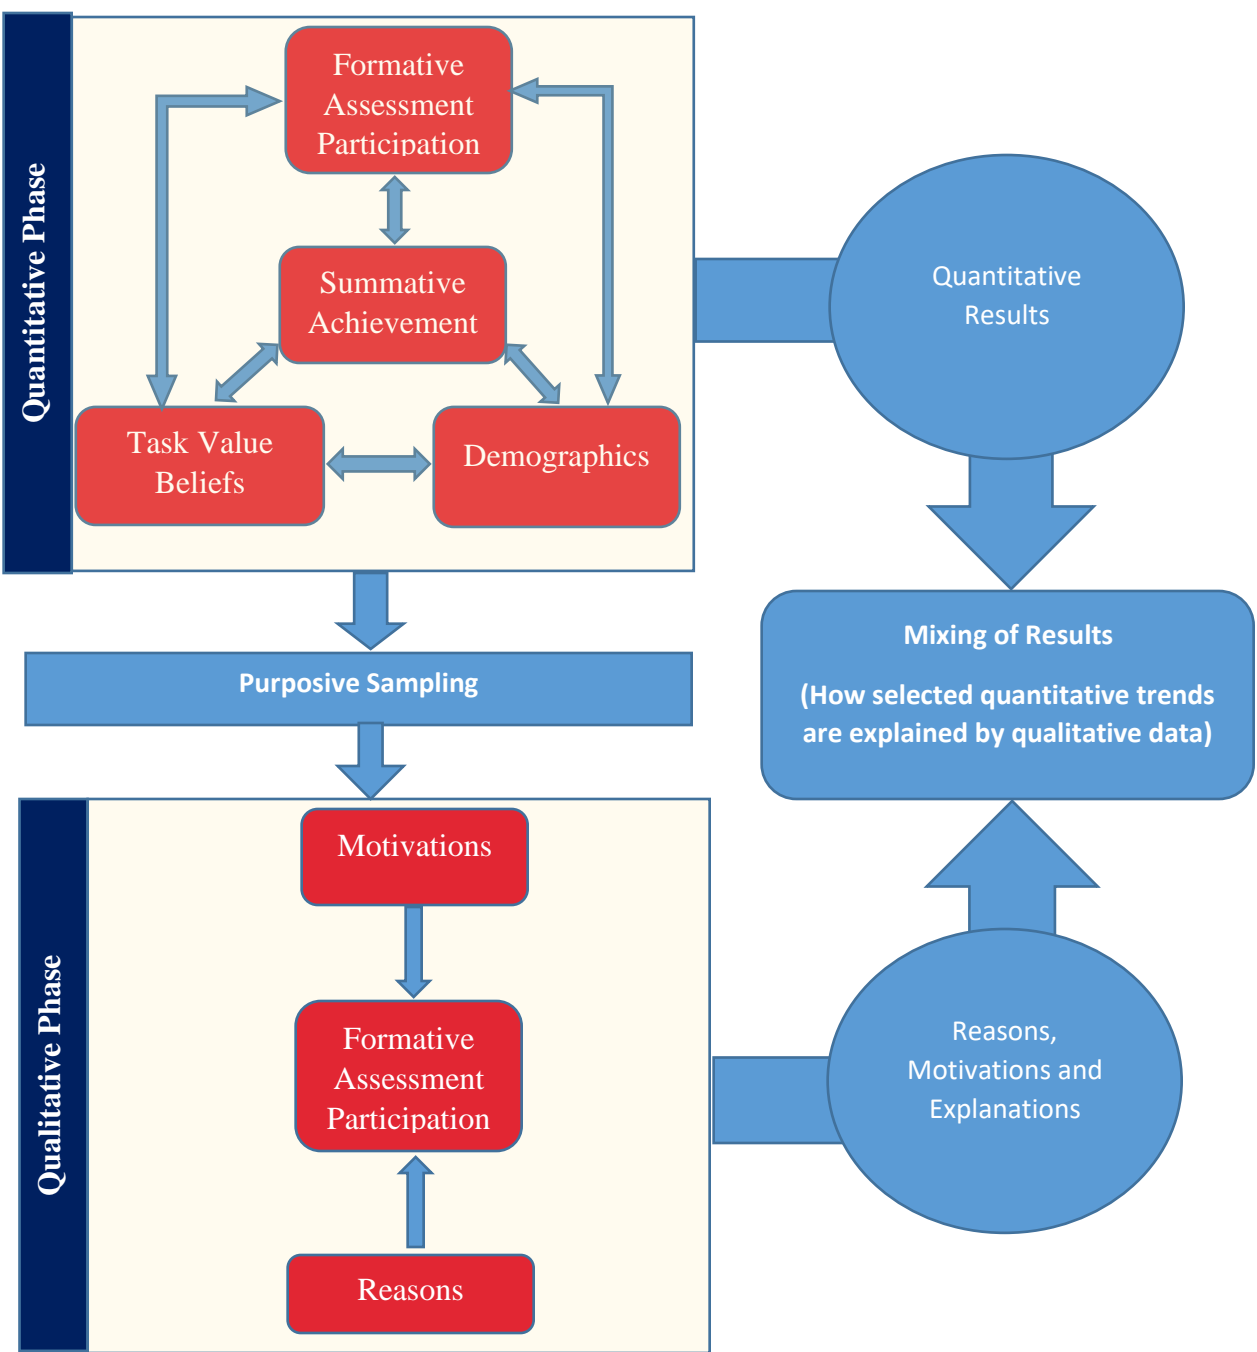 Quantitative Phase
Formative
Assessment
Participation
Summative
Achievement
Task Value
Beliefs
Demographics
Quantitative
Results
Purposive Sampling
Mixing of Results
(How selected quantitative trends
are explained by qualitative data)
Qualitative Phase
Motivations
Formative
Assessment
Participation
Reasons
Reasons,
Motivations and
Explanations